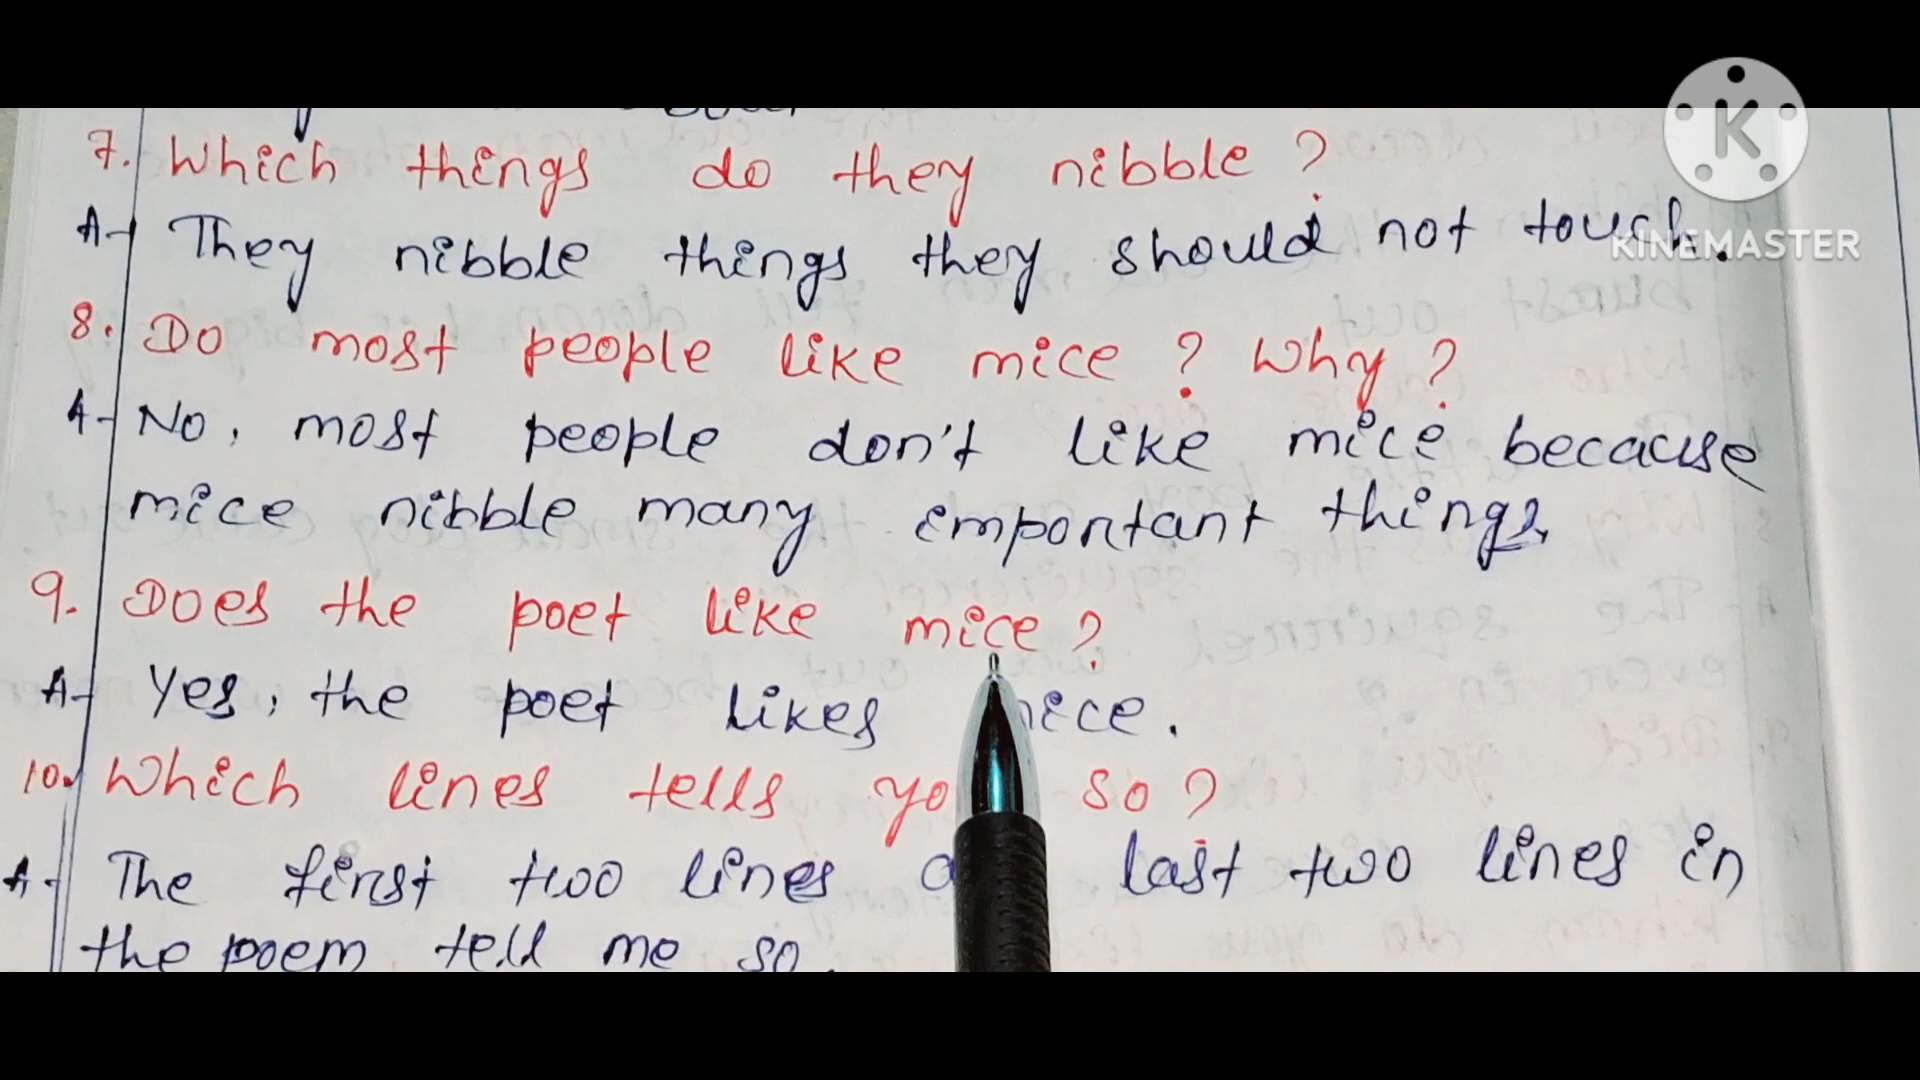 7. Which things do they nibble ?
A- They nibble things they should not touch.
KINEMASTER
8. Do most people like mice ? Why ?
A- No, most people don't like mice because
mice nibble many important things.
9. Does the poet like mice ?
A- Yes, the poet likes mice.
10. Which lines tells you so ?
A- The first two lines last two lines in
the poem tell me so.